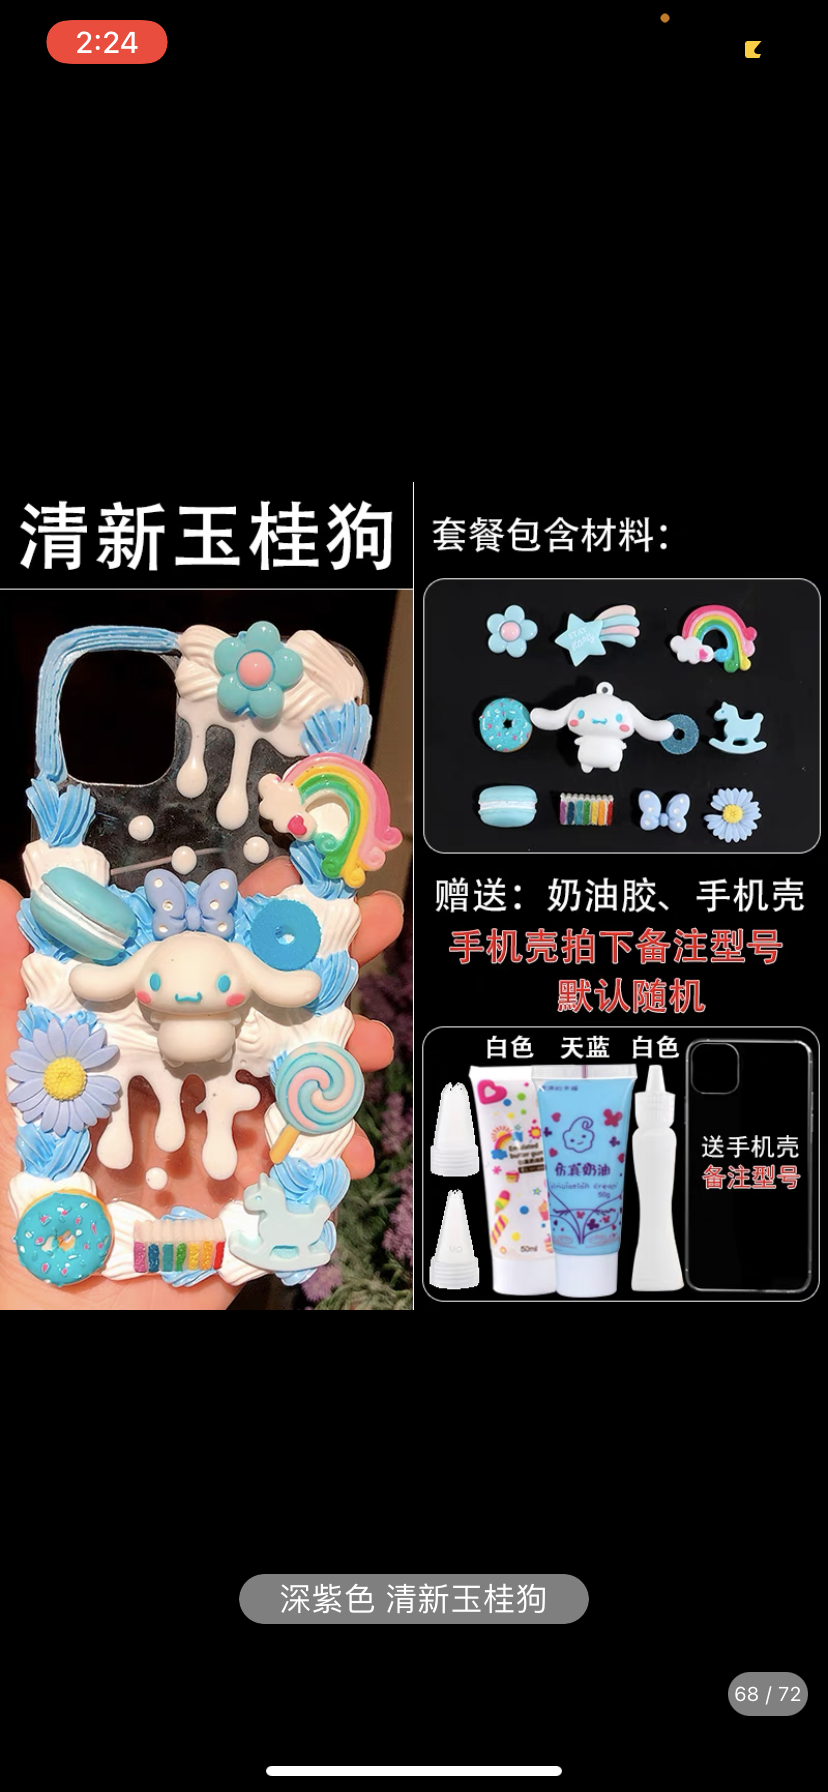 2:24
清新玉桂狗
套餐包含材料：
赠送：奶油胶、手机壳
手机壳拍下备注型号
默认随机
白色 天蓝 白色
送手机壳
备注型号
仿真奶油
50g
50ml
深紫色 清新玉桂狗
68 / 72